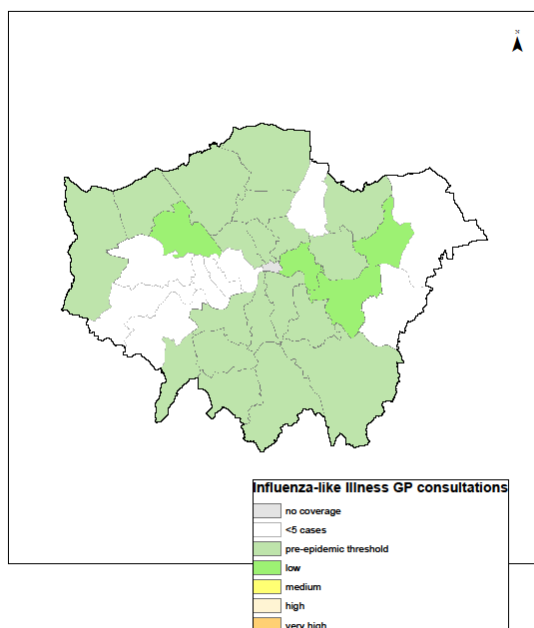 N
Influenza-like Illness GP consultations
no coverage
<5 cases
pre-epidemic threshold
low
medium
high
very high